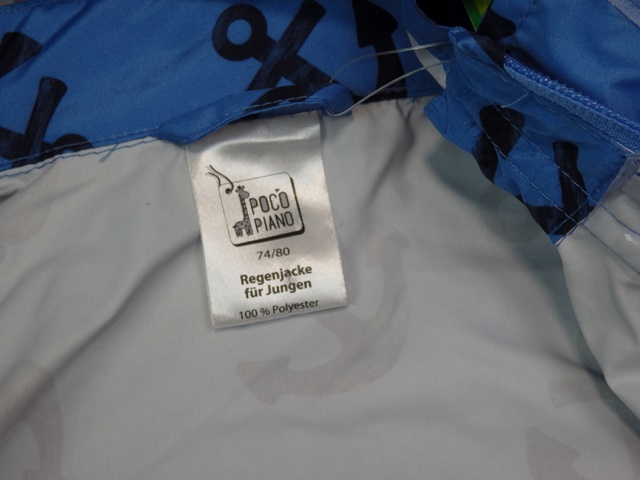 POCO
PIANO
74/80
Regenjacke
für Jungen
100 % Polyester